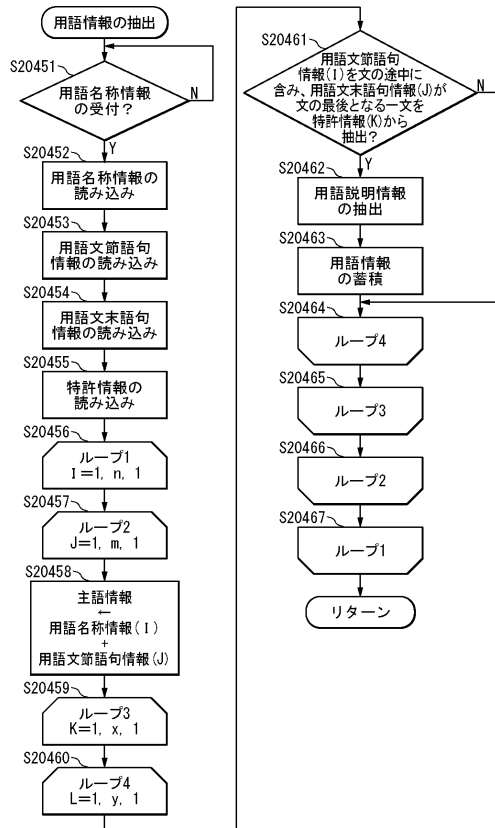 用語情報の抽出
S20451
用語名称情報
の受付?
N
Y
S20452
用語名称情報の
読み込み
S20453
用語文節語句
情報の読み込み
S20454
用語文末語句
情報の読み込み
S20455
特許情報の
読み込み
S20456
ループ1
I=1, n, 1
S20457
ループ2
J=1, m, 1
S20458
主語情報
←
用語名称情報(I)
+
用語文節語句情報(J)
S20459
ループ3
K=1, x, 1
S20460
ループ4
L=1, y, 1
S20461
用語文節語句
情報(I)を文の途中に
含み、用語文末語句情報(J)が
文の最後となる一文を
特許情報(K)から
抽出?
N
Y
S20462
用語説明情報
の抽出
S20463
用語情報
の蓄積
S20464
ループ4
S20465
ループ3
S20466
ループ2
S20467
ループ1
リターン